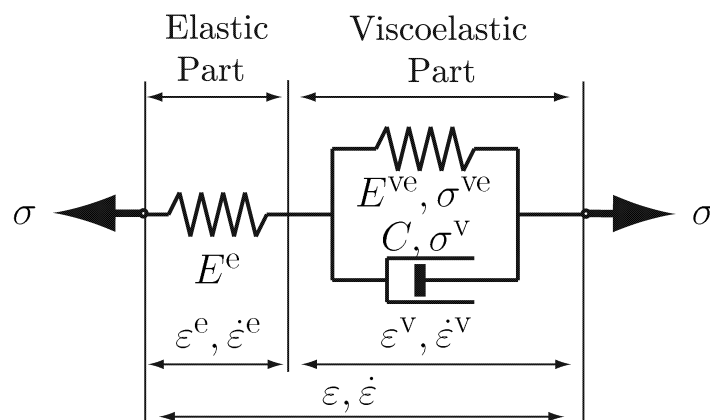 Elastic Part
Viscoelastic Part
σ
σ
E^ve, σ^ve
C, σ^v
E^e
ε^e, ε̇^e
ε^v, ε̇^v
ε, ε̇